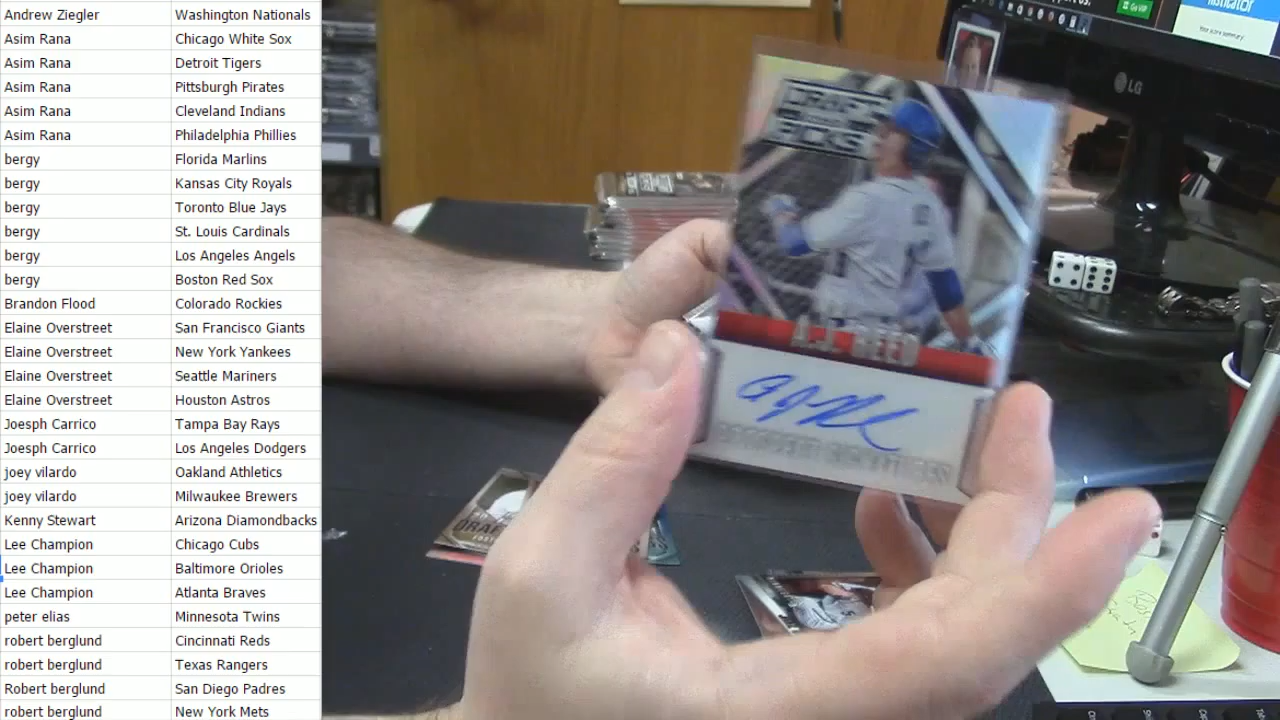 Andrew Ziegler Washington Nationals
Asim Rana Chicago White Sox
Asim Rana Detroit Tigers
Asim Rana Pittsburgh Pirates
Asim Rana Cleveland Indians
Asim Rana Philadelphia Phillies
bergy Florida Marlins
bergy Kansas City Royals
bergy Toronto Blue Jays
bergy St. Louis Cardinals
bergy Los Angeles Angels
bergy Boston Red Sox
Brandon Flood Colorado Rockies
Elaine Overstreet San Francisco Giants
Elaine Overstreet New York Yankees
Elaine Overstreet Seattle Mariners
Elaine Overstreet Houston Astros
Joesph Carrico Tampa Bay Rays
Joesph Carrico Los Angeles Dodgers
joey vilardo Oakland Athletics
joey vilardo Milwaukee Brewers
Kenny Stewart Arizona Diamondbacks
Lee Champion Chicago Cubs
Lee Champion Baltimore Orioles
Lee Champion Atlanta Braves
peter elias Minnesota Twins
robert berglund Cincinnati Reds
robert berglund Texas Rangers
Robert berglund San Diego Padres
robert berglund New York Mets
Go VIP
LG
DRAFT
PICKS
A.J. REED